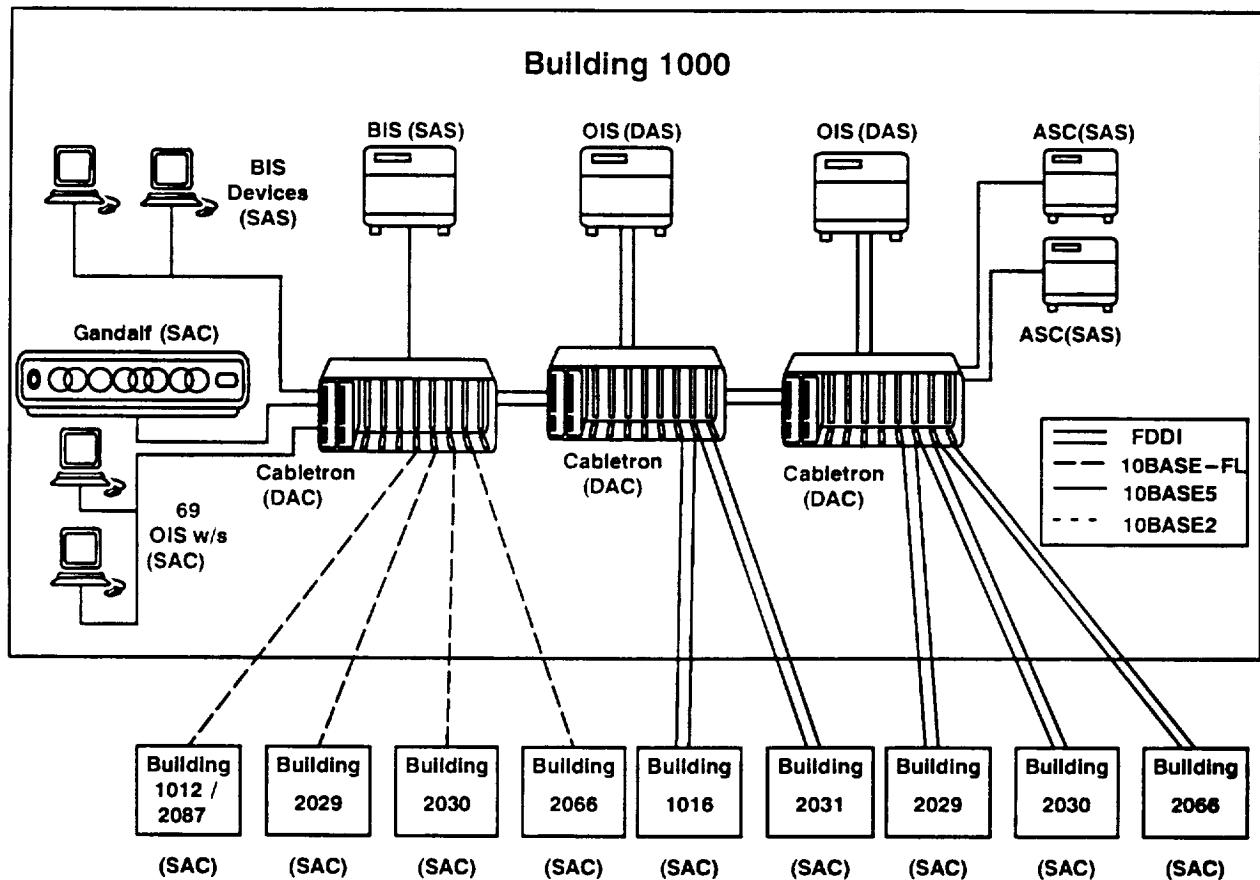 Building 1000
BIS (SAS)
OIS (DAS)
OIS (DAS)
ASC(SAS)
BIS
Devices
(SAS)
ASC(SAS)
Gandalf (SAC)
Cabletron
(DAC)
Cabletron
(DAC)
Cabletron
(DAC)
69
OIS w/s
(SAC)
FDDI
10BASE-FL
10BASE5
10BASE2
Building
1012 /
2087
(SAC)
Building
2029
(SAC)
Building
2030
(SAC)
Building
2066
(SAC)
Building
1016
(SAC)
Building
2031
(SAC)
Building
2029
(SAC)
Building
2030
(SAC)
Building
2066
(SAC)